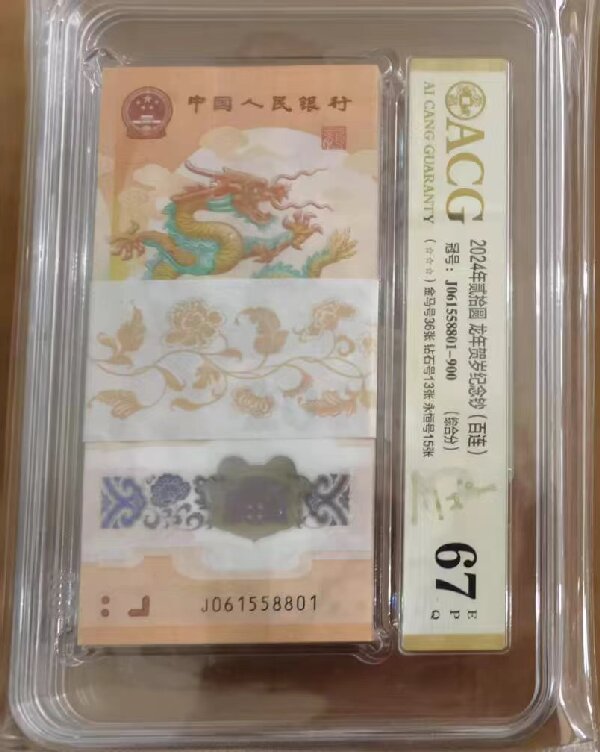 中国人民银行
J061558801
ACG
AI CANG GUARANTY
2024年贰拾圆 龙年贺岁纪念钞（百连）
冠号：J061558801-900 （综合分）
（☆☆☆）金马号36张 钻石号13张 永恒号15张
67
E
P
Q